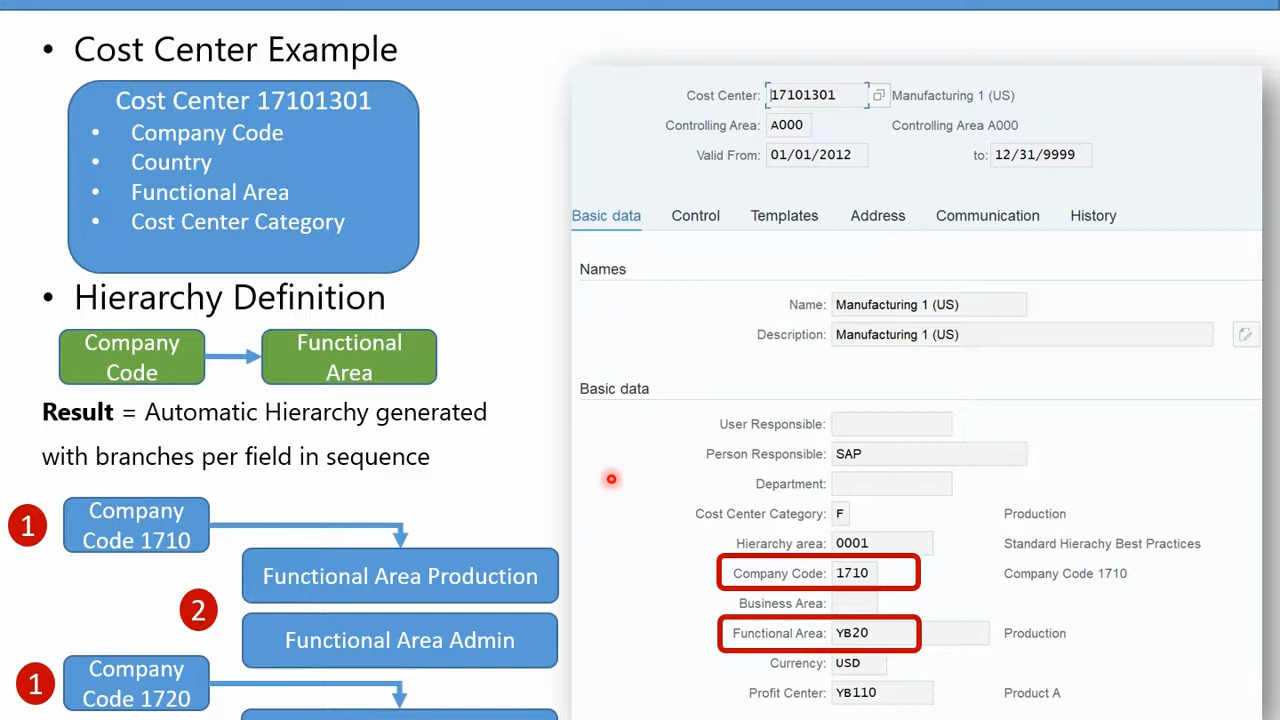 • Cost Center Example
Cost Center 17101301
• Company Code
• Country
• Functional Area
• Cost Center Category
• Hierarchy Definition
Company
Code
Functional
Area
Result = Automatic Hierarchy generated
with branches per field in sequence
1
Company
Code 1710
Functional Area Production
2
Functional Area Admin
1
Company
Code 1720
Cost Center: 17101301 Manufacturing 1 (US)
Controlling Area: A000 Controlling Area A000
Valid From: 01/01/2012 to: 12/31/9999
Basic data Control Templates Address Communication History
Names
Name: Manufacturing 1 (US)
Description: Manufacturing 1 (US)
Basic data
User Responsible:
Person Responsible: SAP
Department:
Cost Center Category: F Production
Hierarchy area: 0001 Standard Hierachy Best Practices
Company Code: 1710 Company Code 1710
Business Area:
Functional Area: YB20 Production
Currency: USD
Profit Center: YB110 Product A